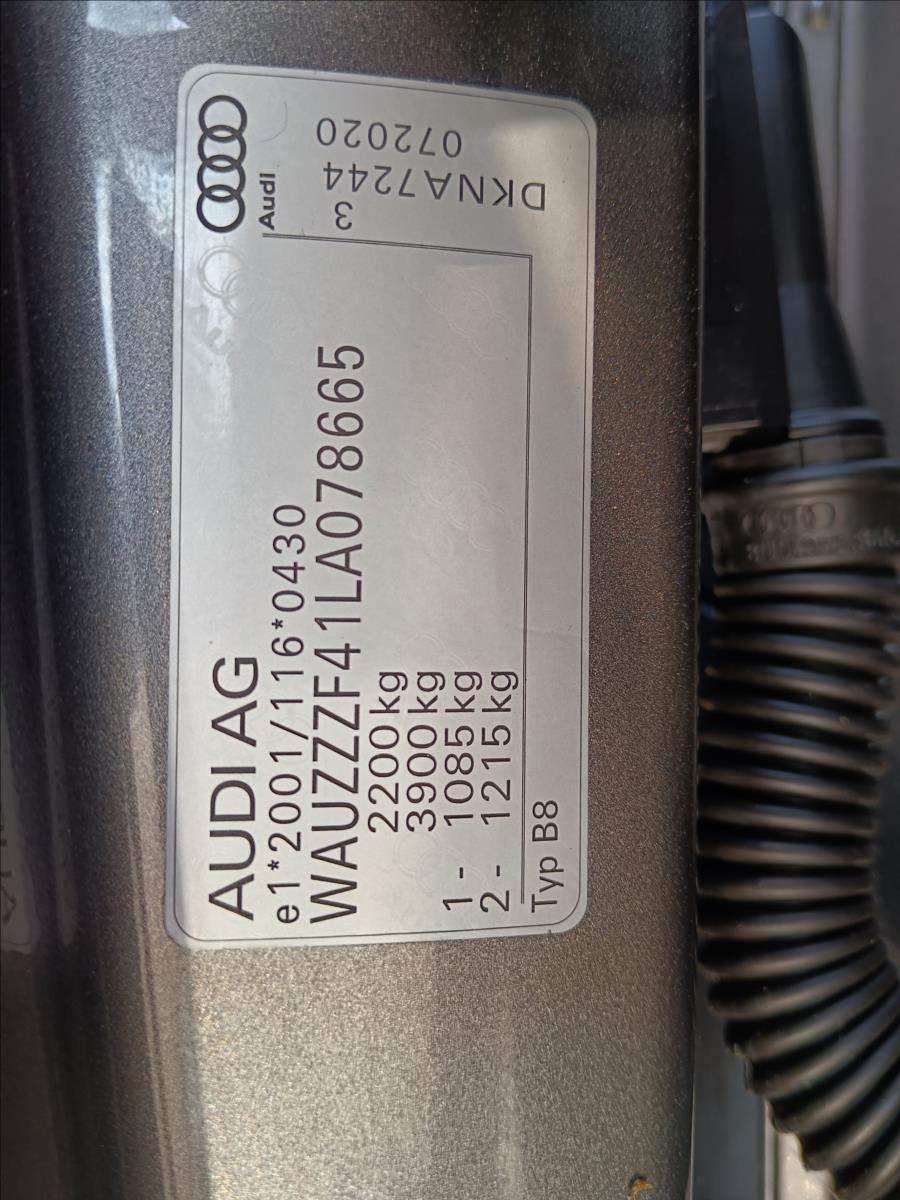 AUDI AG
e1*2001/116*0430
WAUZZZF41LA078665
2200 kg
3900 kg
1 - 1085 kg
2 - 1215 kg
Typ B8
Audi
3
DKNA7244
072020